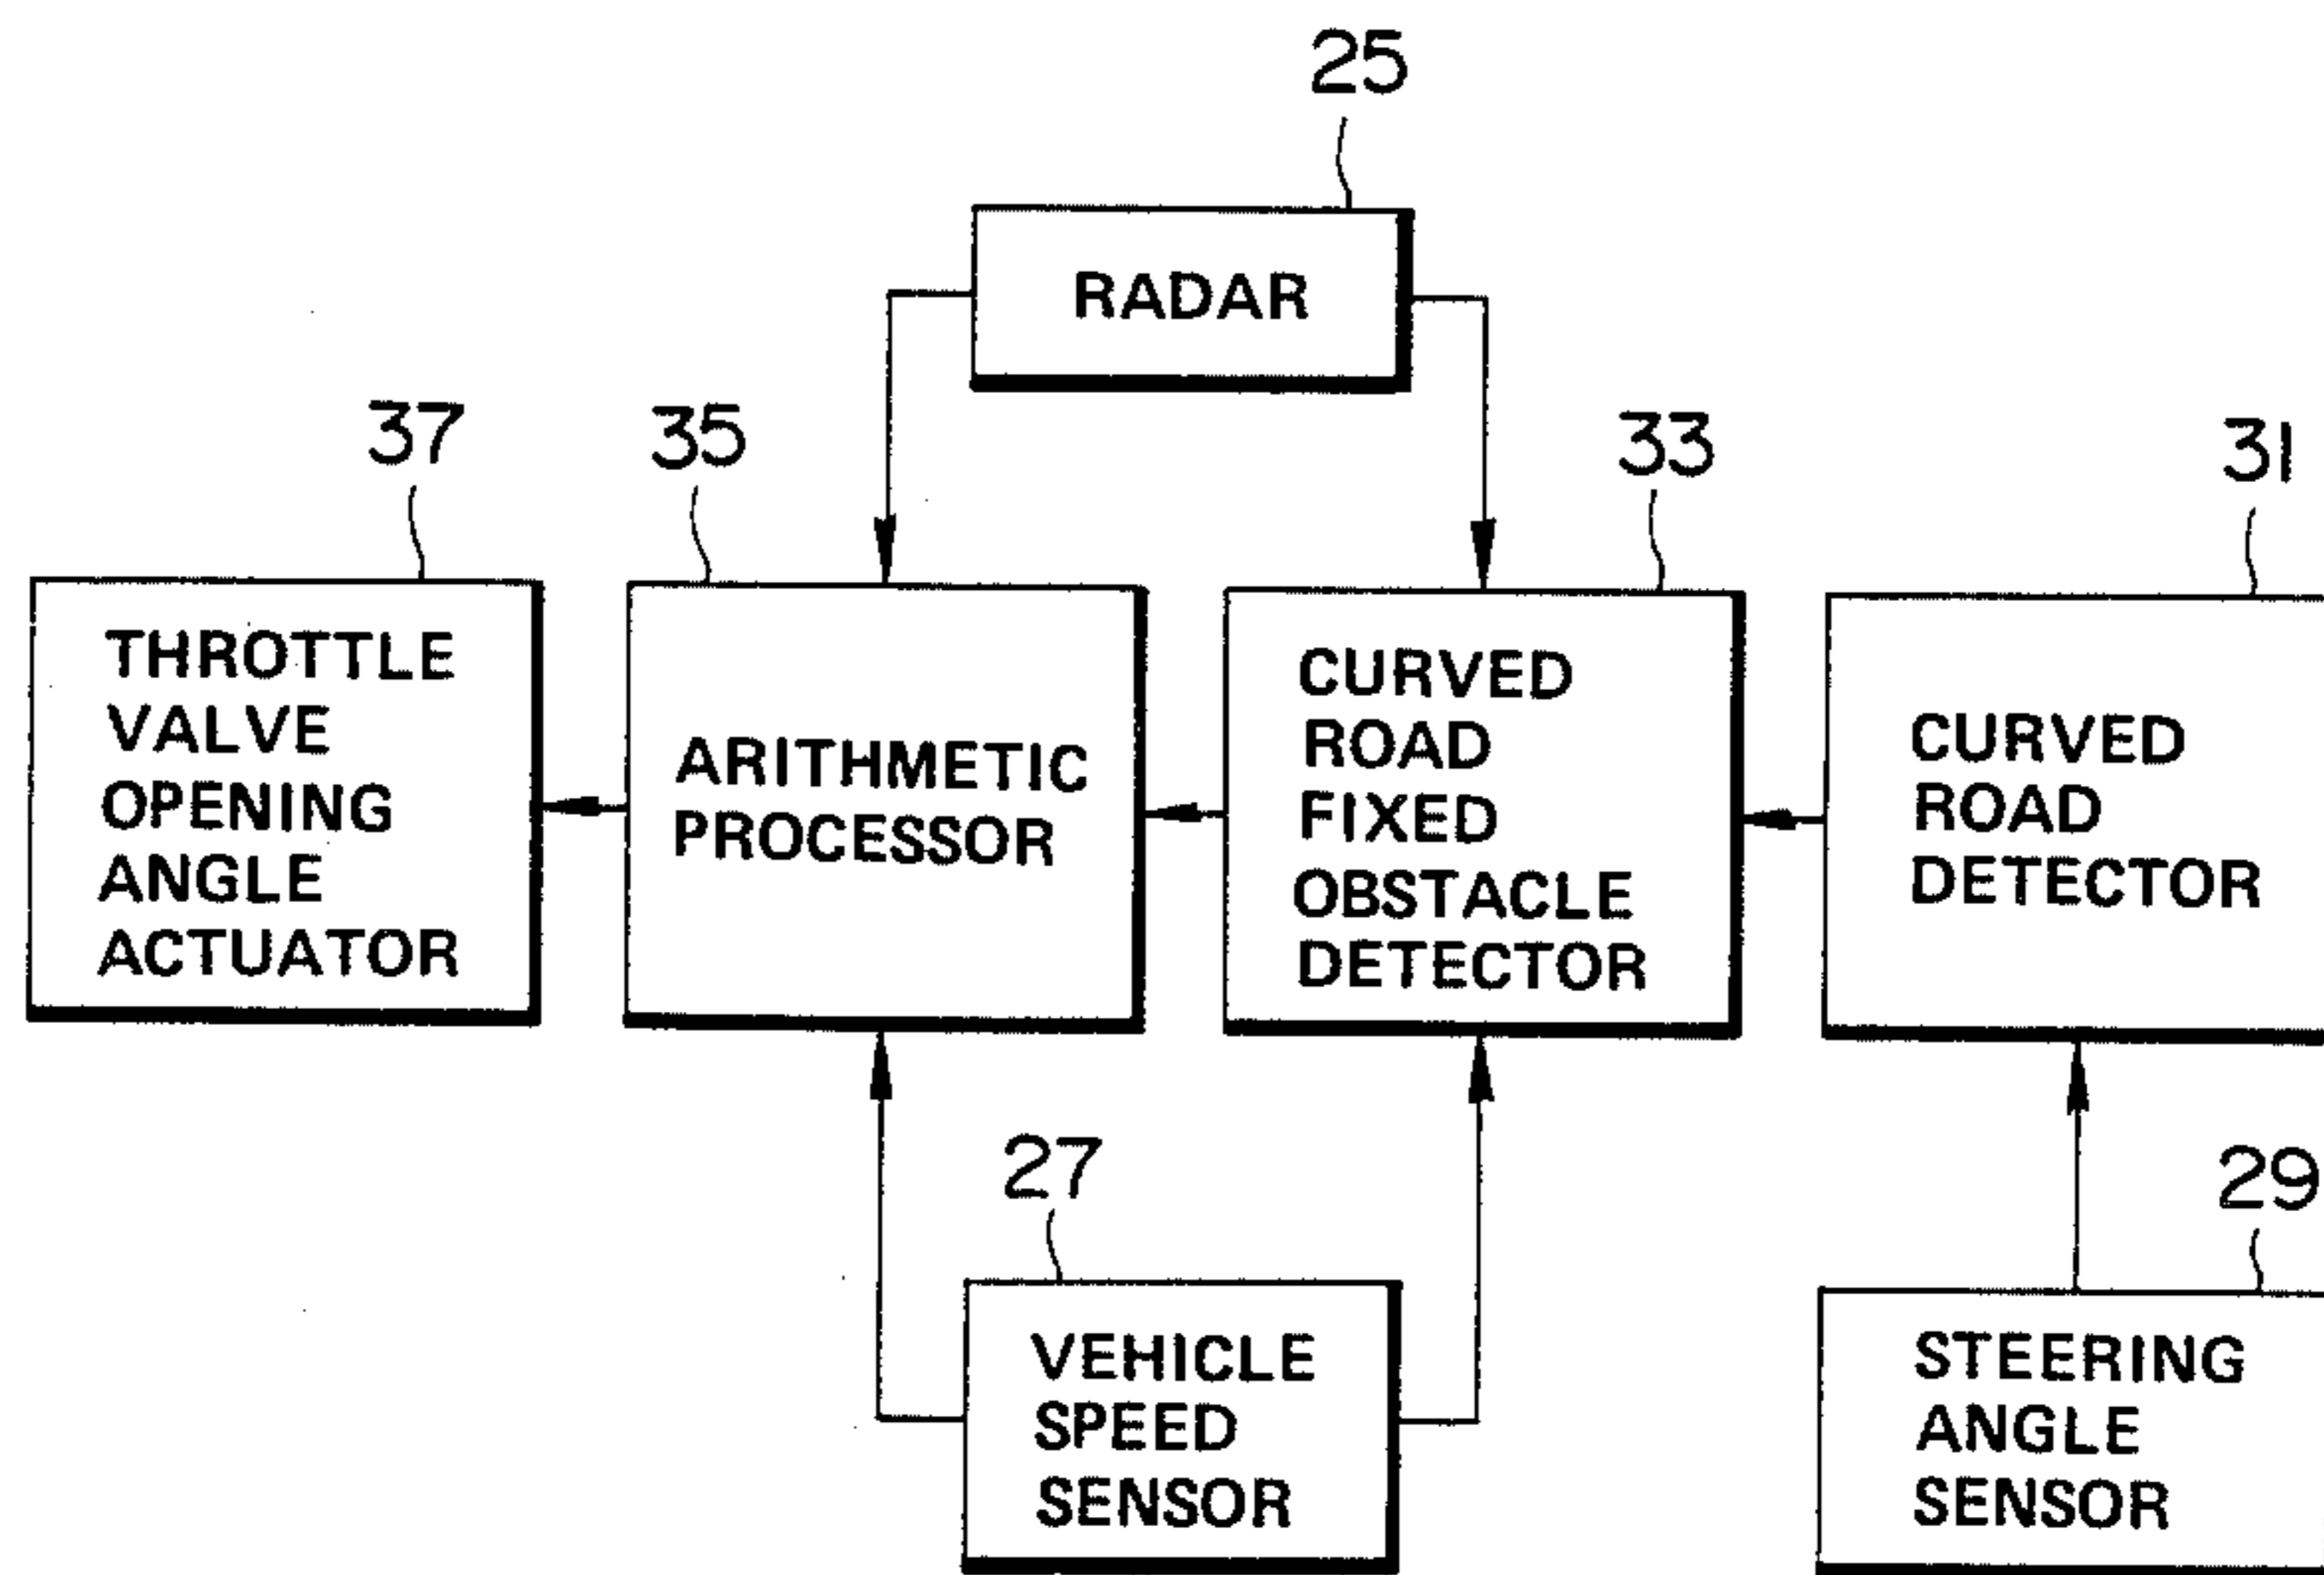 25
RADAR
37
35
33
31
THROTTLE
VALVE
OPENING
ANGLE
ACTUATOR
ARITHMETIC
PROCESSOR
CURVED
ROAD
FIXED
OBSTACLE
DETECTOR
CURVED
ROAD
DETECTOR
27
29
VEHICLE
SPEED
SENSOR
STEERING
ANGLE
SENSOR